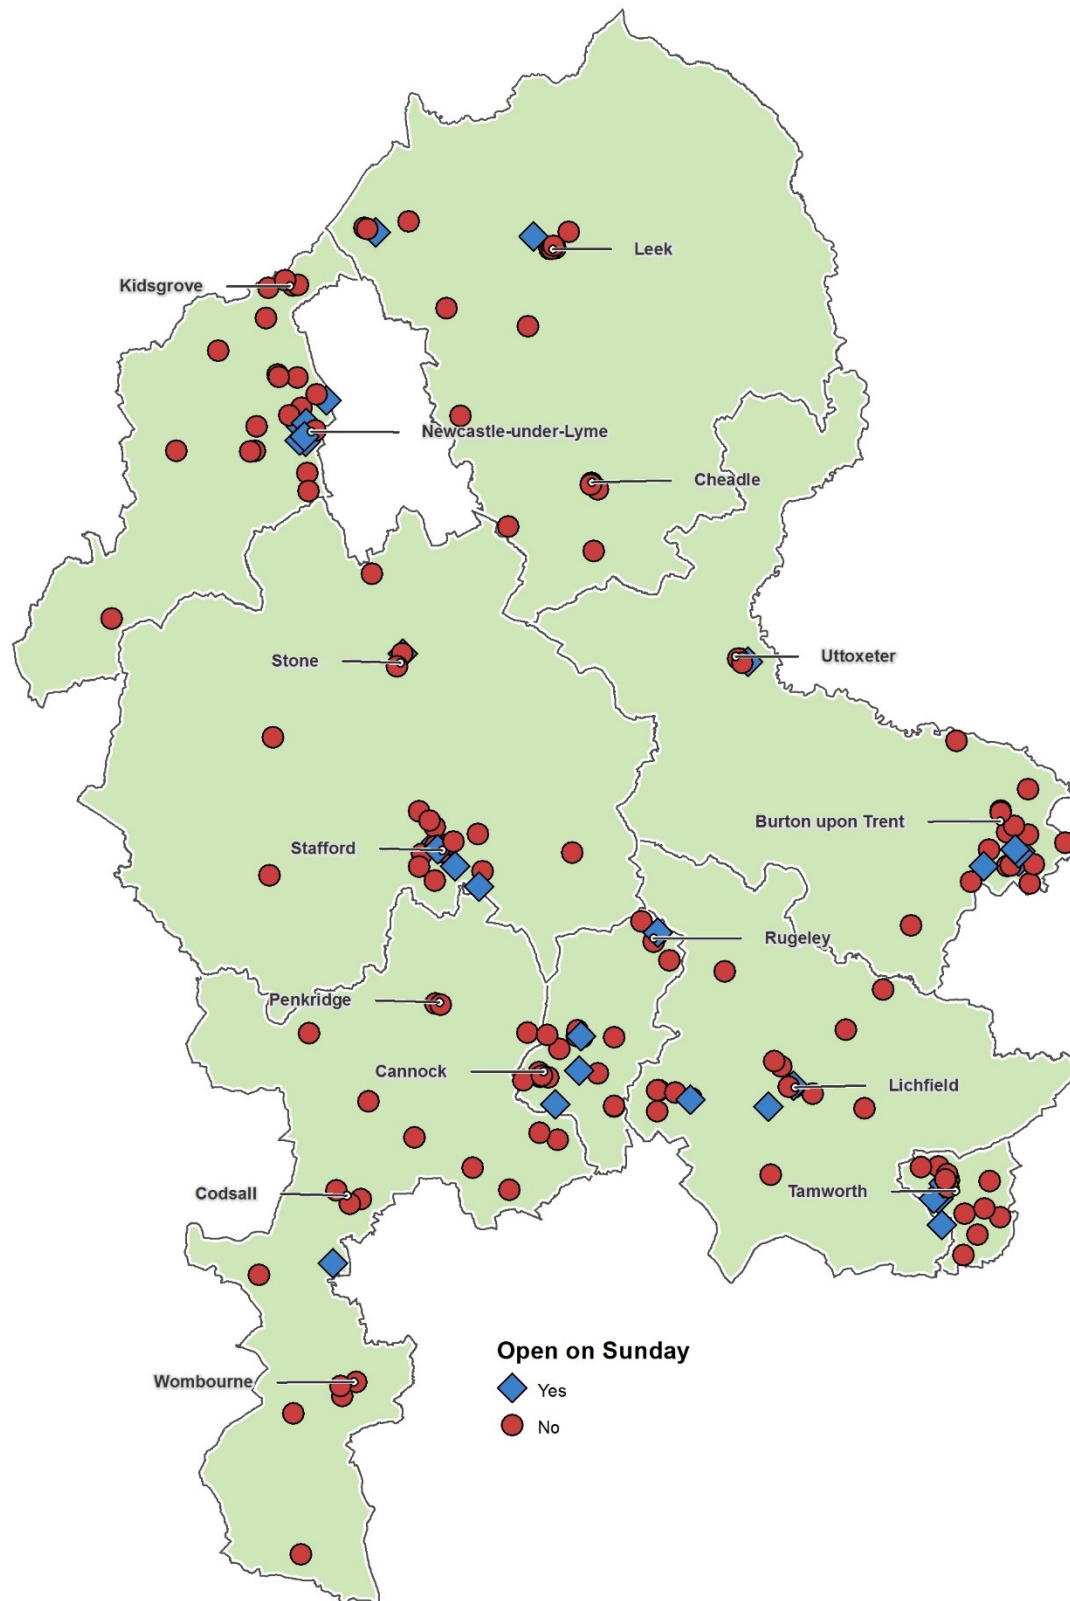 Leek
Kidsgrove
Newcastle-under-Lyme
Cheadle
Stone
Uttoxeter
Burton upon Trent
Stafford
Rugeley
Penkridge
Cannock
Lichfield
Codsall
Tamworth
Open on Sunday
Yes
Wombourne
No